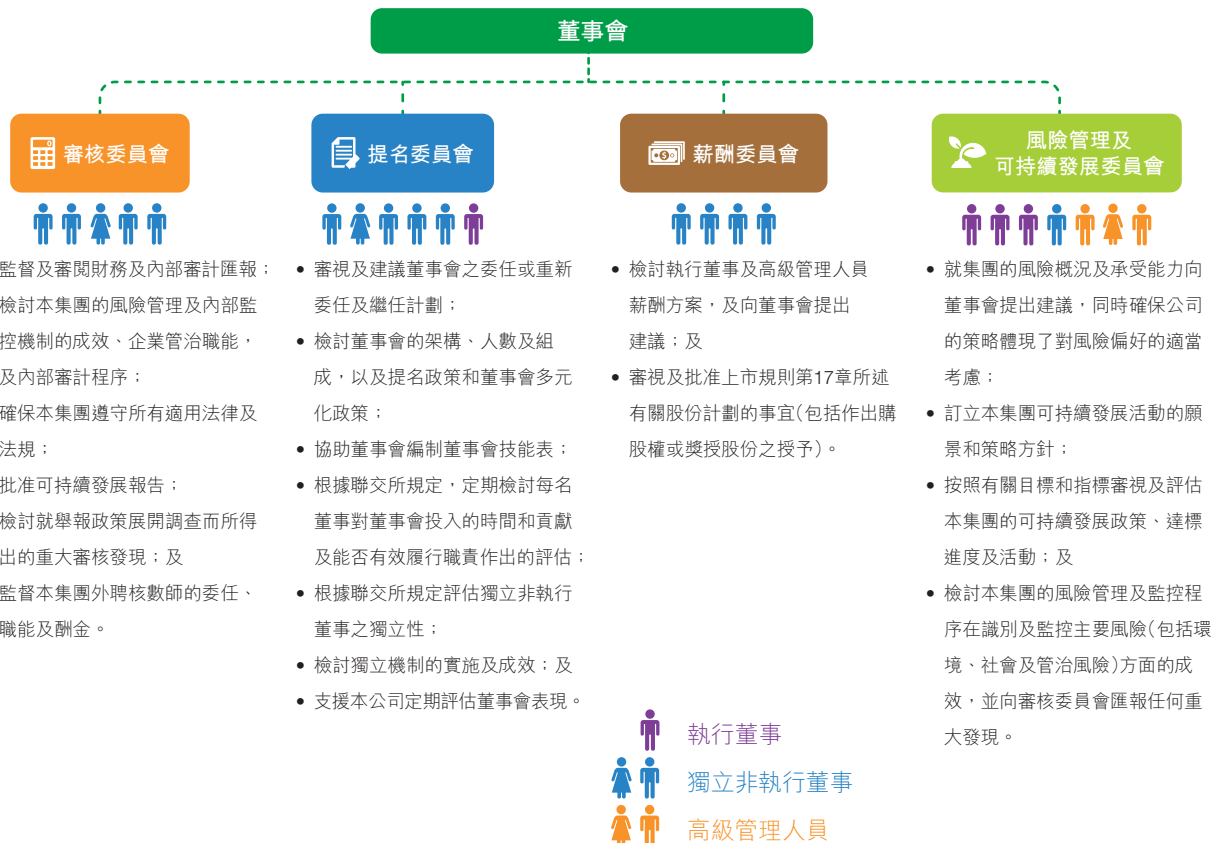 董事會
審核委員會
監督及審閱財務及內部審計匯報；
檢討本集團的風險管理及內部監
控機制的成效、企業管治職能，
及內部審計程序；
確保本集團遵守所有適用法律及
法規；
批准可持續發展報告；
檢討就舉報政策展開調查而所得
出的重大審核發現；及
監督本集團外聘核數師的委任、
職能及酬金。
提名委員會
• 審視及建議董事會之委任或重新
委任及繼任計劃；
• 檢討董事會的架構、人數及組
成，以及提名政策和董事會多元
化政策；
• 協助董事會編制董事會技能表；
• 根據聯交所規定，定期檢討每名
董事對董事會投入的時間和貢獻
及能否有效履行職責作出的評估；
• 根據聯交所規定評估獨立非執行
董事之獨立性；
• 檢討獨立機制的實施及成效；及
• 支援本公司定期評估董事會表現。
薪酬委員會
• 檢討執行董事及高級管理人員
薪酬方案，及向董事會提出
建議；及
• 審視及批准上市規則第17章所述
有關股份計劃的事宜（包括作出購
股權或獎授股份之授予）。
風險管理及
可持續發展委員會
• 就集團的風險概況及承受能力向
董事會提出建議，同時確保公司
的策略體現了對風險偏好的適當
考慮；
• 訂立本集團可持續發展活動的願
景和策略方針；
• 按照有關目標和指標審視及評估
本集團的可持續發展政策、達標
進度及活動；及
• 檢討本集團的風險管理及監控程
序在識別及監控主要風險（包括環
境、社會及管治風險）方面的成
效，並向審核委員會匯報任何重
大發現。
執行董事
獨立非執行董事
高級管理人員